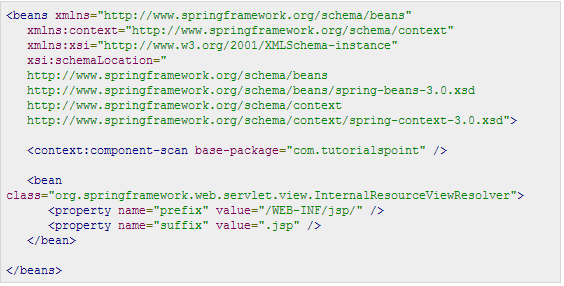 <beans xmlns="http://www.springframework.org/schema/beans"
   xmlns:context="http://www.springframework.org/schema/context"
   xmlns:xsi="http://www.w3.org/2001/XMLSchema-instance"
   xsi:schemaLocation="
   http://www.springframework.org/schema/beans
   http://www.springframework.org/schema/beans/spring-beans-3.0.xsd
   http://www.springframework.org/schema/context
   http://www.springframework.org/schema/context/spring-context-3.0.xsd">
   <context:component-scan base-package="com.tutorialspoint" />
   <bean
class="org.springframework.web.servlet.view.InternalResourceViewResolver">
      <property name="prefix" value="/WEB-INF/jsp/" />
      <property name="suffix" value=".jsp" />
   </bean>
</beans>